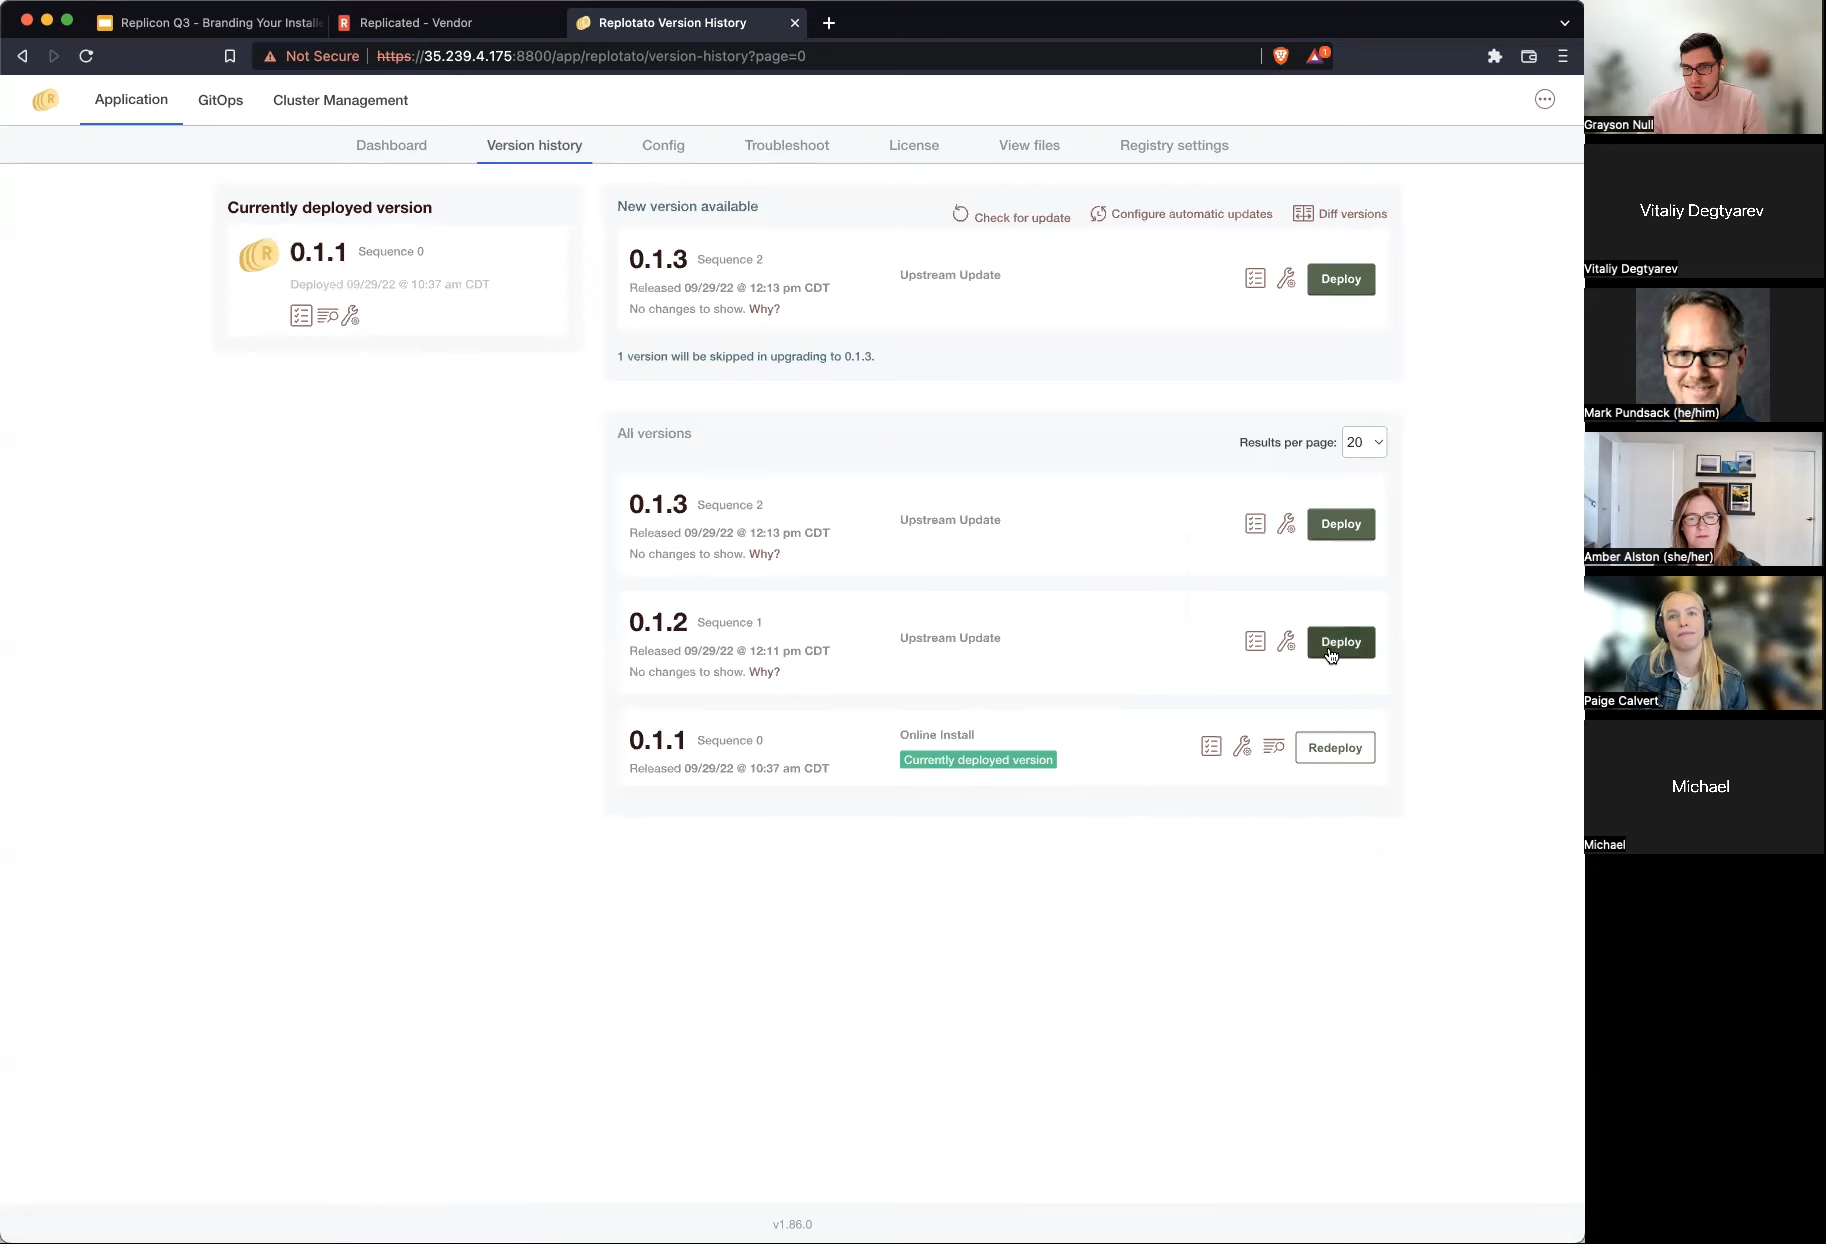 Replicon Q3 - Branding Your Installe
Replicated - Vendor
Replotato Version History
Not Secure
https://35.239.4.175:8800/app/replotato/version-history?page=0
1
R
Application
GitOps
Cluster Management
Dashboard
Version history
Config
Troubleshoot
License
View files
Registry settings
Currently deployed version
R
0.1.1 Sequence 0
Deployed 09/29/22 @ 10:37 am CDT
New version available
Check for update
Configure automatic updates
Diff versions
0.1.3 Sequence 2
Released 09/29/22 @ 12:13 pm CDT
No changes to show. Why?
Upstream Update
Deploy
1 version will be skipped in upgrading to 0.1.3.
All versions
Results per page: 20
0.1.3 Sequence 2
Released 09/29/22 @ 12:13 pm CDT
No changes to show. Why?
Upstream Update
Deploy
0.1.2 Sequence 1
Released 09/29/22 @ 12:11 pm CDT
No changes to show. Why?
Upstream Update
Deploy
0.1.1 Sequence 0
Released 09/29/22 @ 10:37 am CDT
Online Install
Currently deployed version
Redeploy
v1.86.0
Grayson Null
Vitaliy Degtyarev
Vitaliy Degtyarev
Mark Pundsack (he/him)
Amber Alston (she/her)
Paige Calvert
Michael
Michael